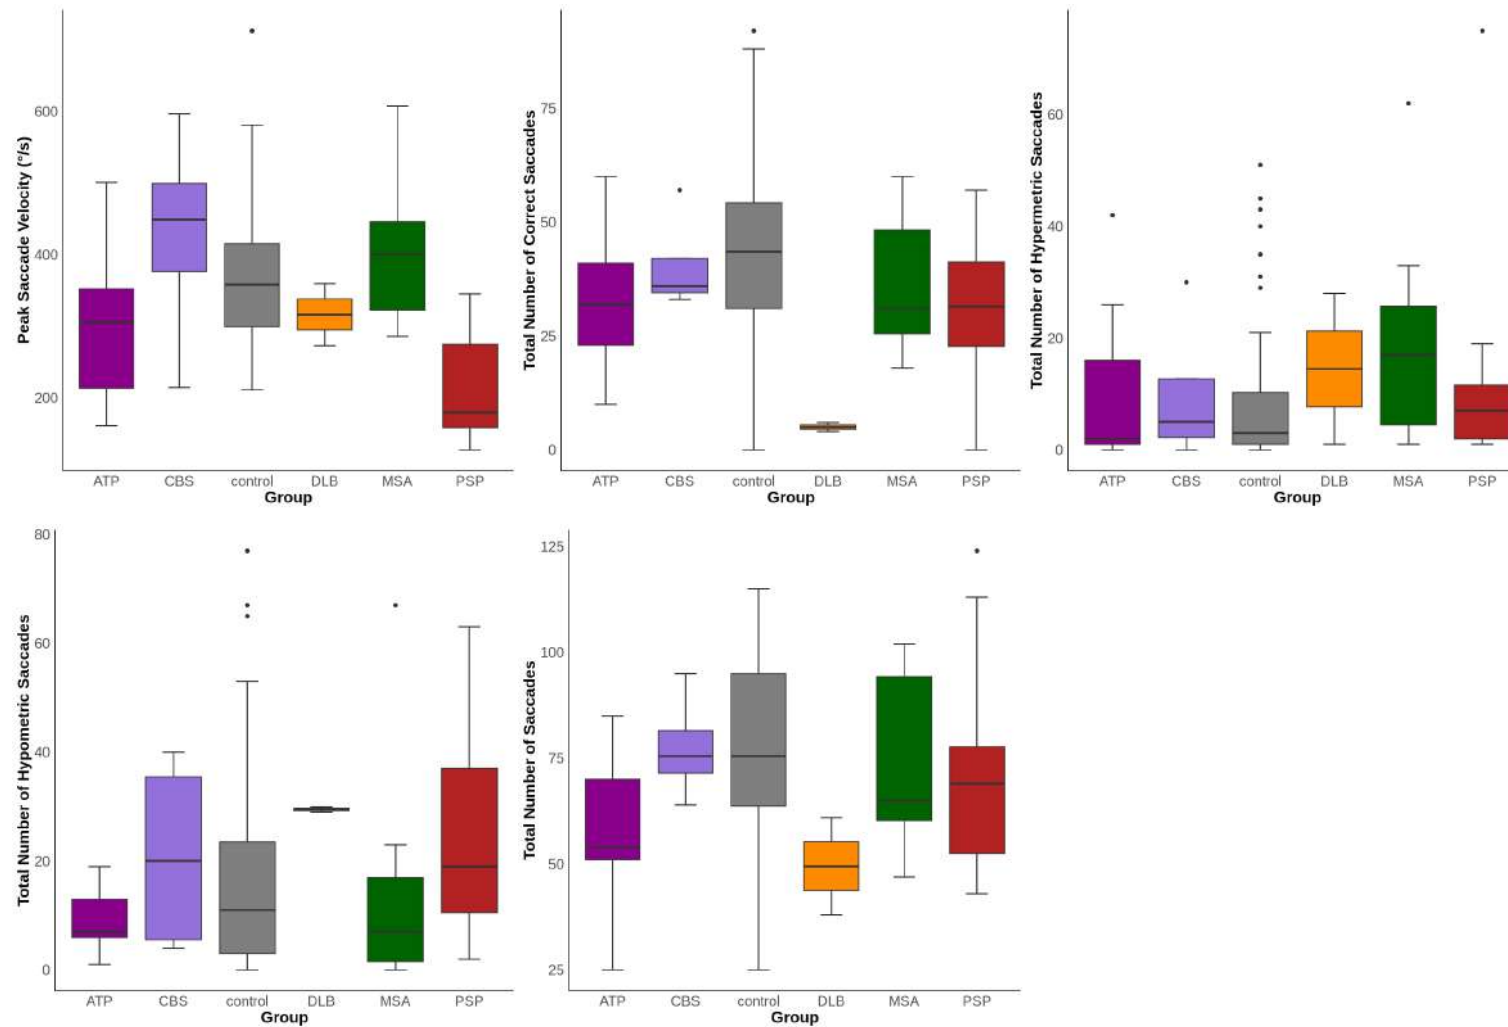 Peak Saccade Velocity (°/s)
600
400
200
ATP CBS control DLB MSA PSP
Group
Total Number of Correct Saccades
75
50
25
0
ATP CBS control DLB MSA PSP
Group
Total Number of Hypermetric Saccades
60
40
20
0
ATP CBS control DLB MSA PSP
Group
Total Number of Hypometric Saccades
80
60
40
20
0
ATP CBS control DLB MSA PSP
Group
Total Number of Saccades
125
100
75
50
25
ATP CBS control DLB MSA PSP
Group